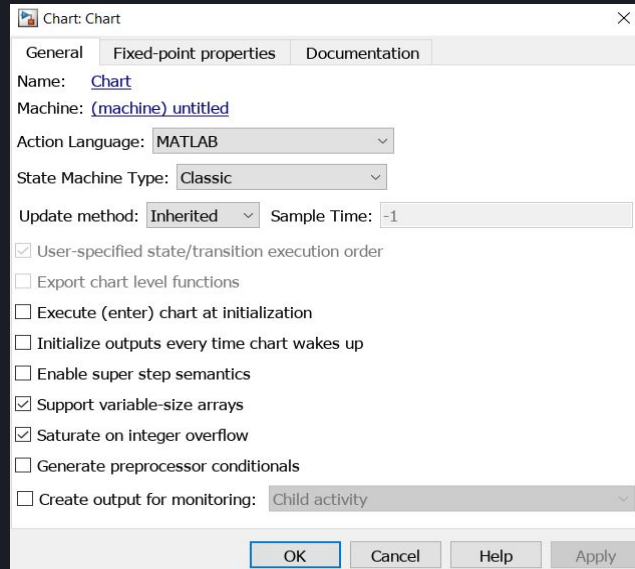 Chart: Chart
General Fixed-point properties Documentation
Name: Chart
Machine: (machine) untitled
Action Language: MATLAB
State Machine Type: Classic
Update method: Inherited Sample Time: -1
User-specified state/transition execution order
Export chart level functions
Execute (enter) chart at initialization
Initialize outputs every time chart wakes up
Enable super step semantics
Support variable-size arrays
Saturate on integer overflow
Generate preprocessor conditionals
Create output for monitoring: Child activity
OK Cancel Help Apply